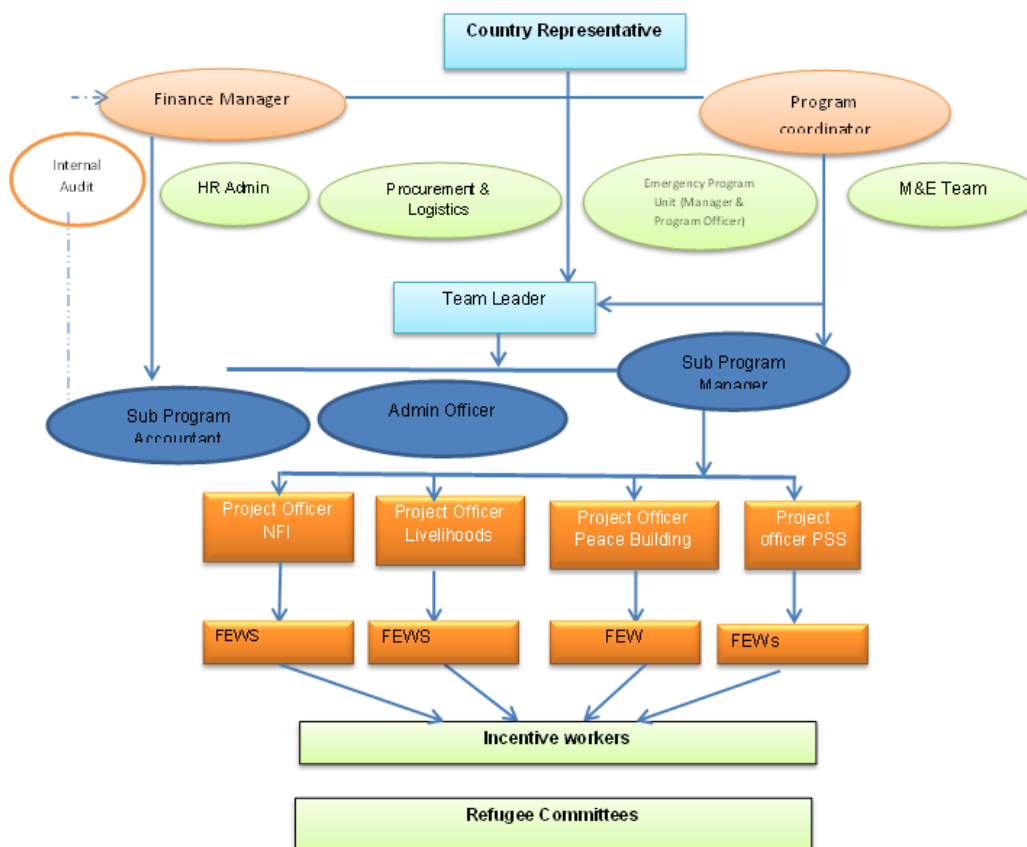 Country Representative
Finance Manager
Program
coordinator
Internal
Audit
HR Admin
Procurement &
Logistics
Emergency Program
Unit (Manager &
Program Officer)
M&E Team
Team Leader
Sub Program
Manager
Sub Program
Accountant
Admin Officer
Project Officer
NFI
Project Officer
Livelihoods
Project Officer
Peace Building
Project
officer PSS
FEWS
FEWS
FEW
FEWs
Incentive workers
Refugee Committees